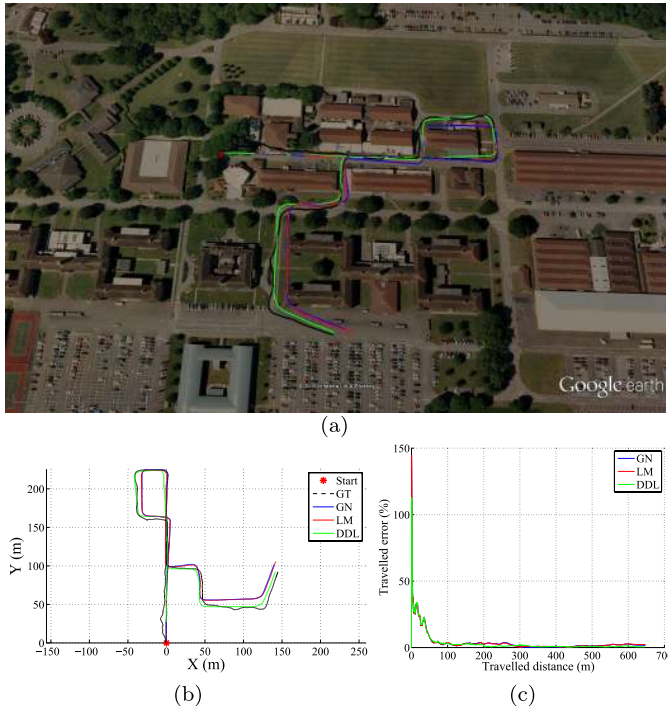 Google earth
(a)
Start
GT
GN
LM
DDL
Y (m)
200
150
100
50
0
−150
−100
−50
0
50
100
150
200
250
X (m)
(b)
GN
LM
DDL
Travelled error (%)
150
100
50
0
0
100
200
300
400
500
600
700
Travelled distance (m)
(c)